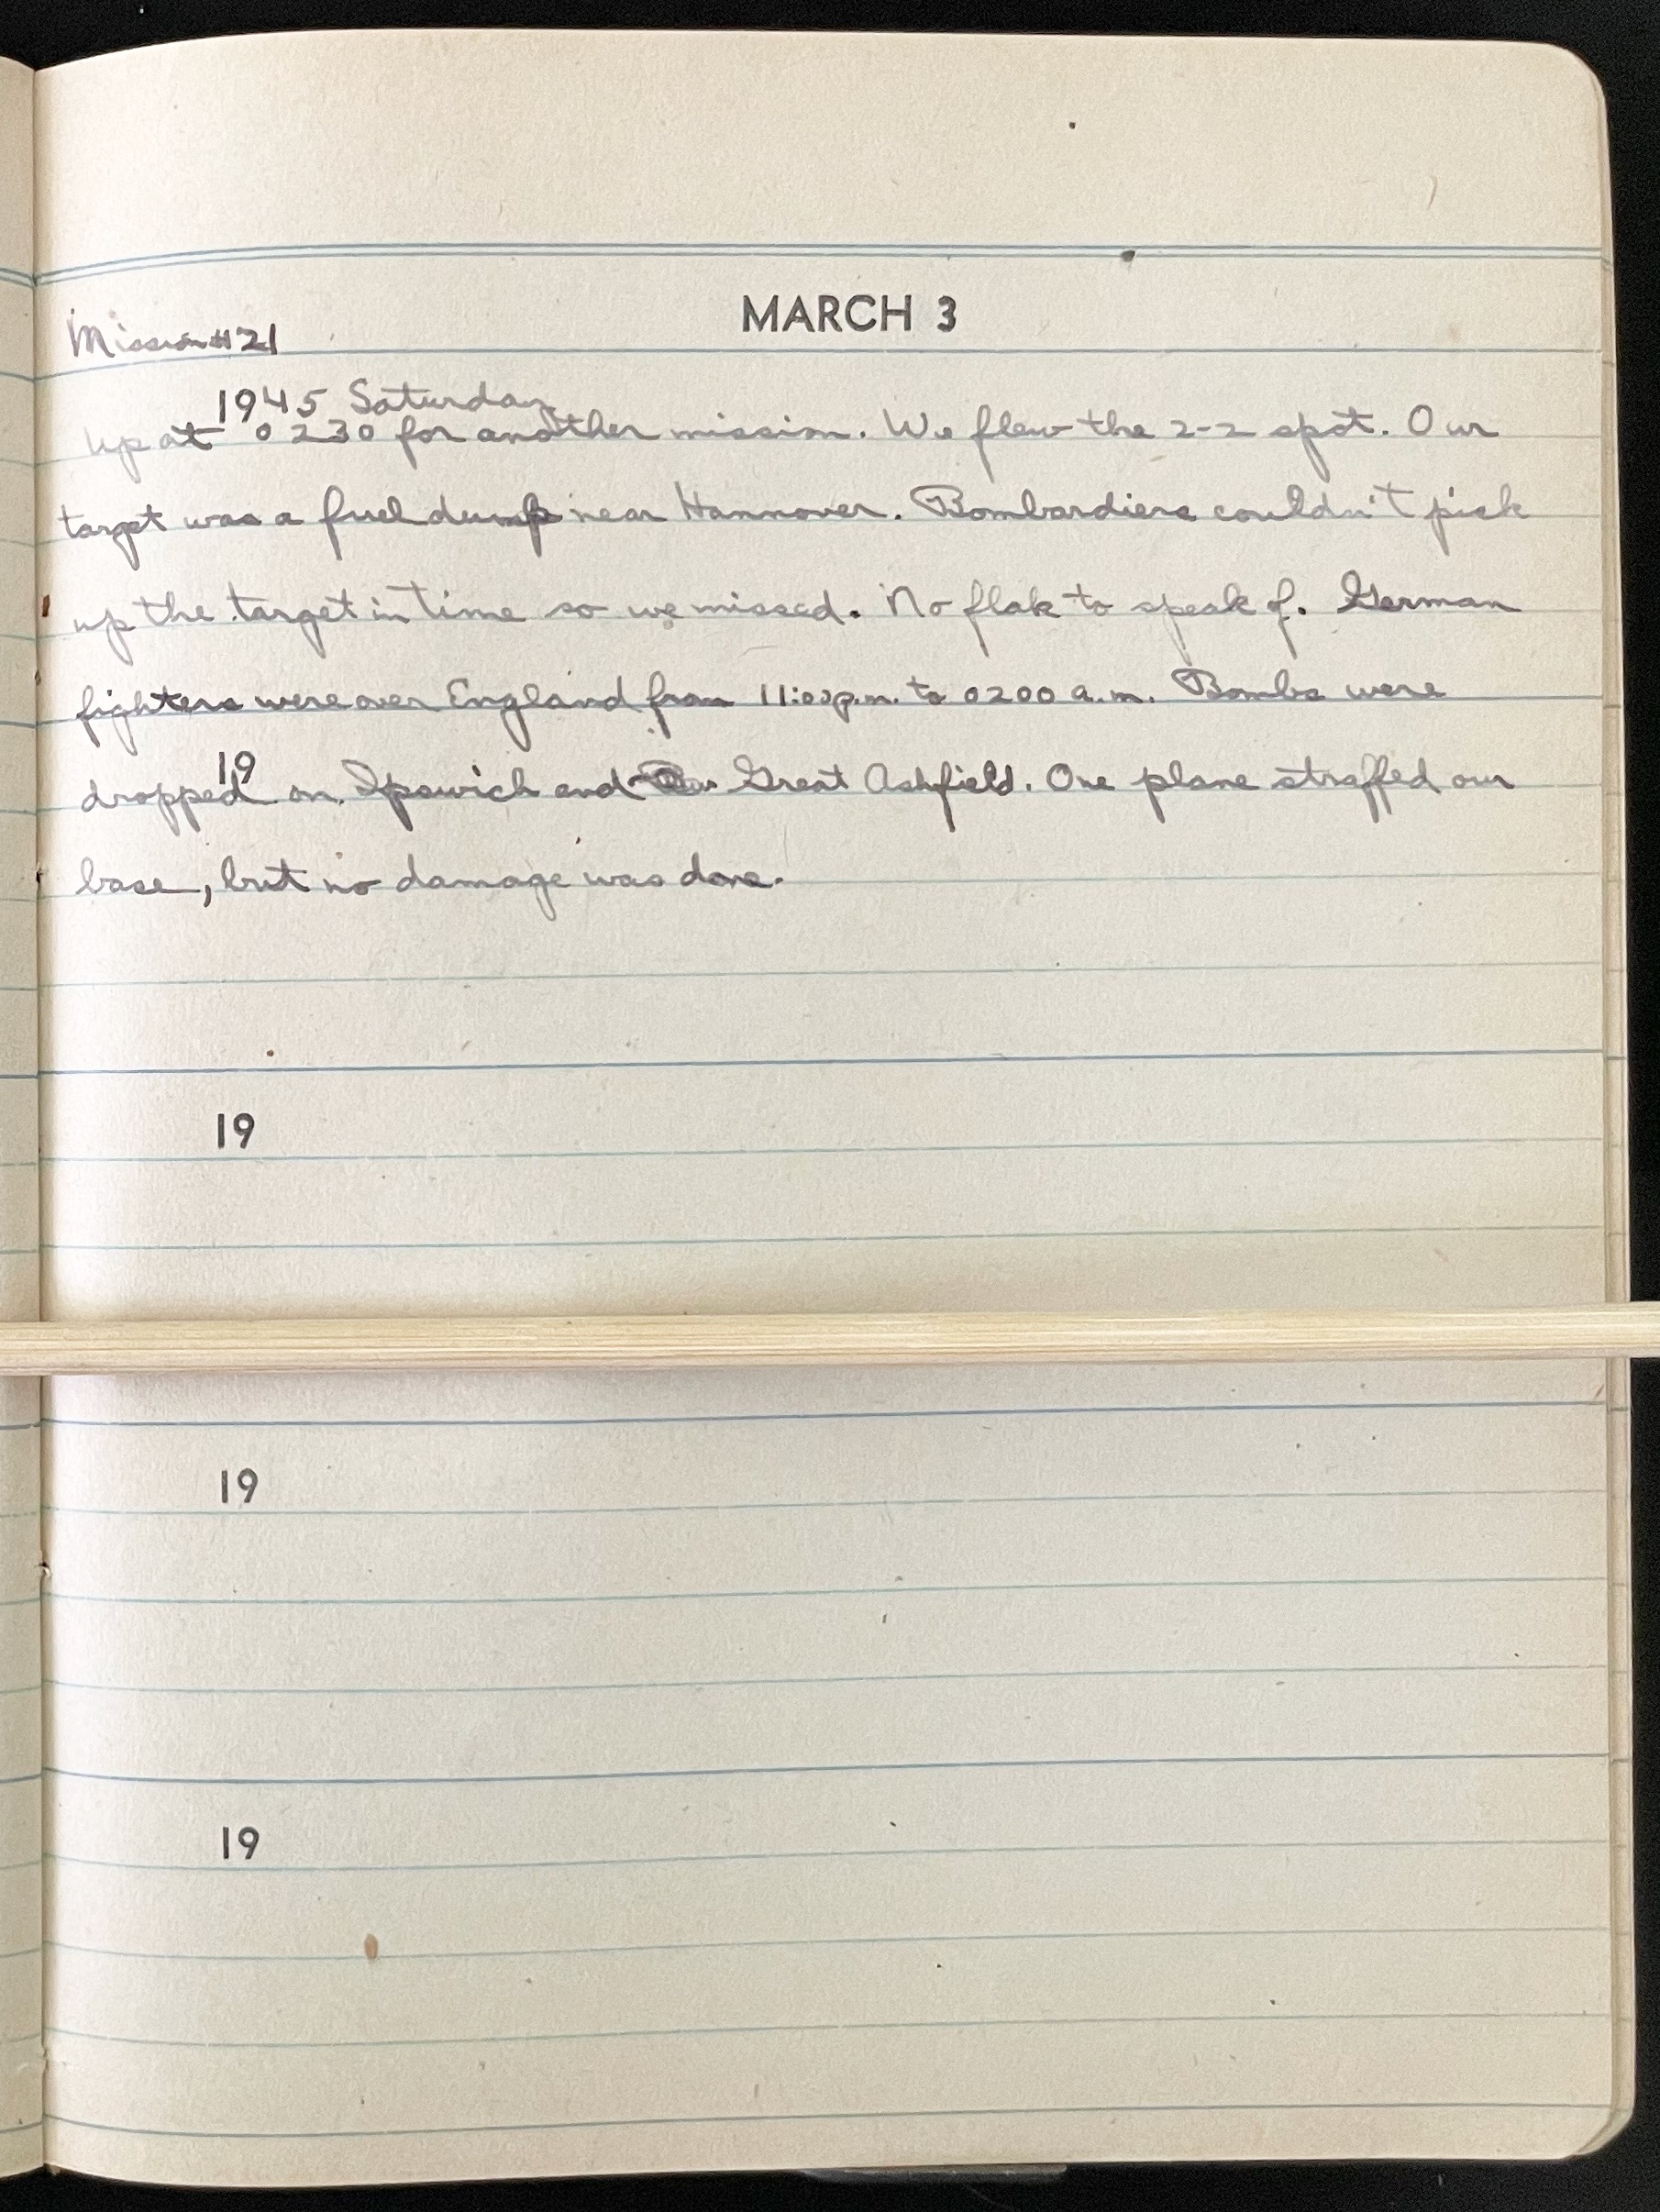 MARCH 3
Mission #21
1945 Saturday
up at 0230 for another mission. We flew the 2-2 spot. Our
target was a fuel dump near Hannover. Bombardiers couldn't pick
up the target in time so we missed. No flak to speak of. German
fighters were over England from 11:00p.m. to 0200 a.m. Bombs were
19
dropped on Ipswich and Great Ashfield. One plane straffed our
base, but no damage was done.
19
19
19